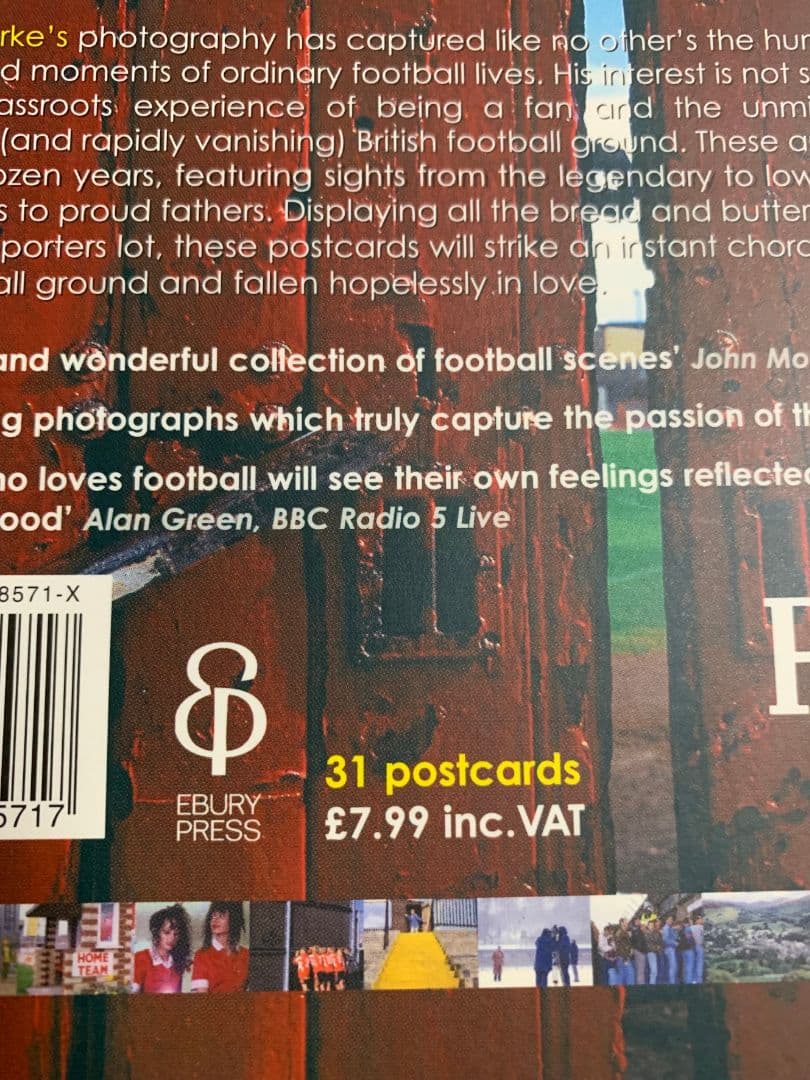 rke's photography has captured like no other's the hum
d moments of ordinary football lives. His interest is not s
assroots experience of being a fan and the unm
(and rapidly vanishing) British football ground. These a
ozen years, featuring sights from the legendary to low
s to proud fathers. Displaying all the bread and butter
porters lot, these postcards will strike an instant chord
all ground and fallen hopelessly in love.
and wonderful collection of football scenes' John Mo
g photographs which truly capture the passion of th
ho loves football will see their own feelings reflected
ood' Alan Green, BBC Radio 5 Live
8571-X
5717
EBURY
PRESS
31 postcards
£7.99 inc.VAT
HOME
TEAM